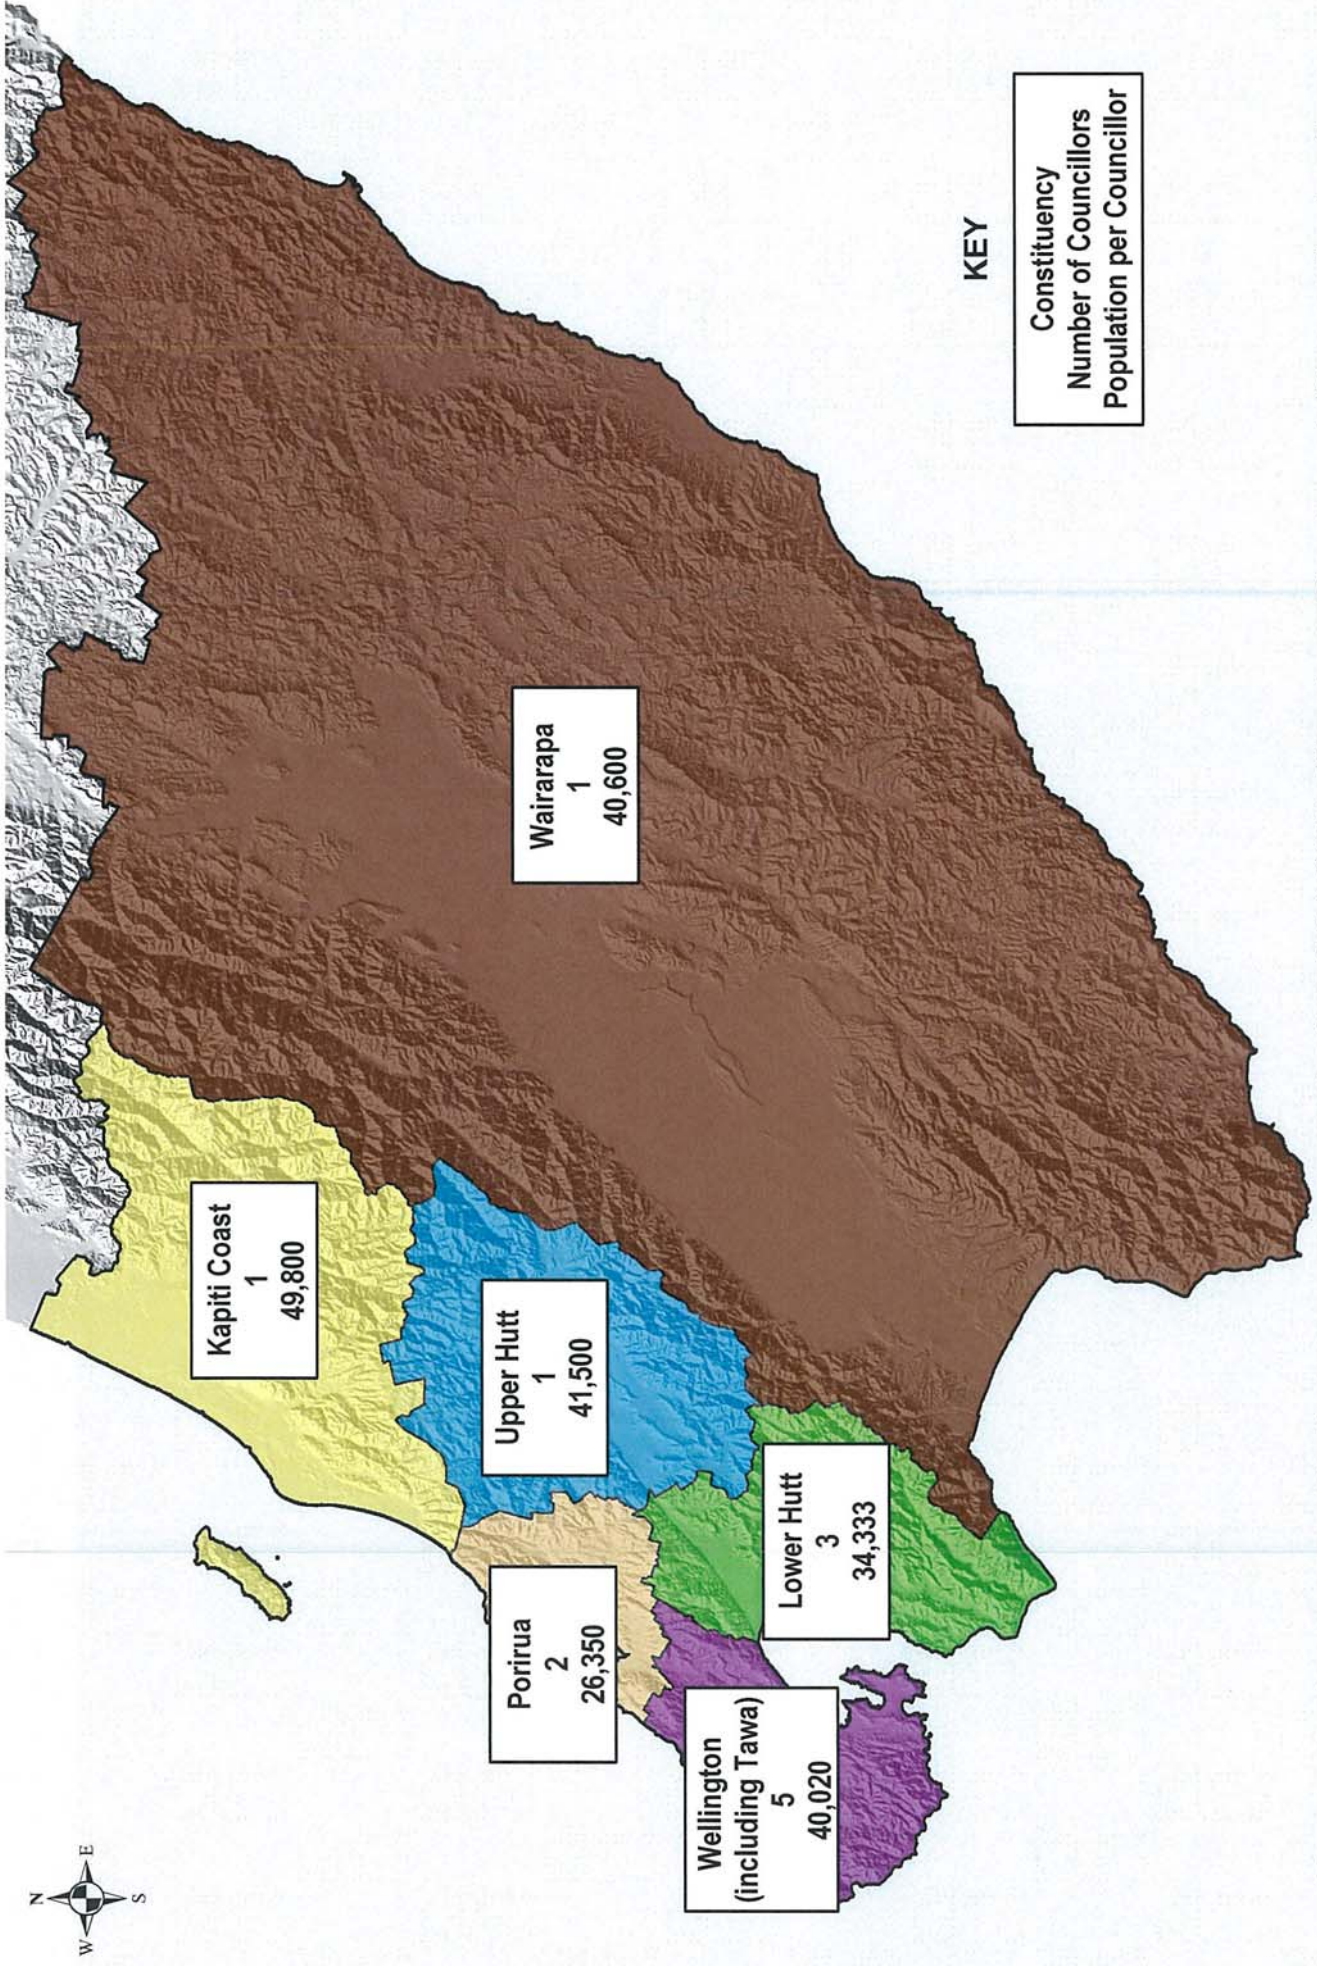 N
W
E
S
Kapiti Coast
1
49,800
Upper Hutt
1
41,500
Porirua
2
26,350
Wellington
(including Tawa)
5
40,020
Lower Hutt
3
34,333
Wairarapa
1
40,600
KEY
Constituency
Number of Councillors
Population per Councillor